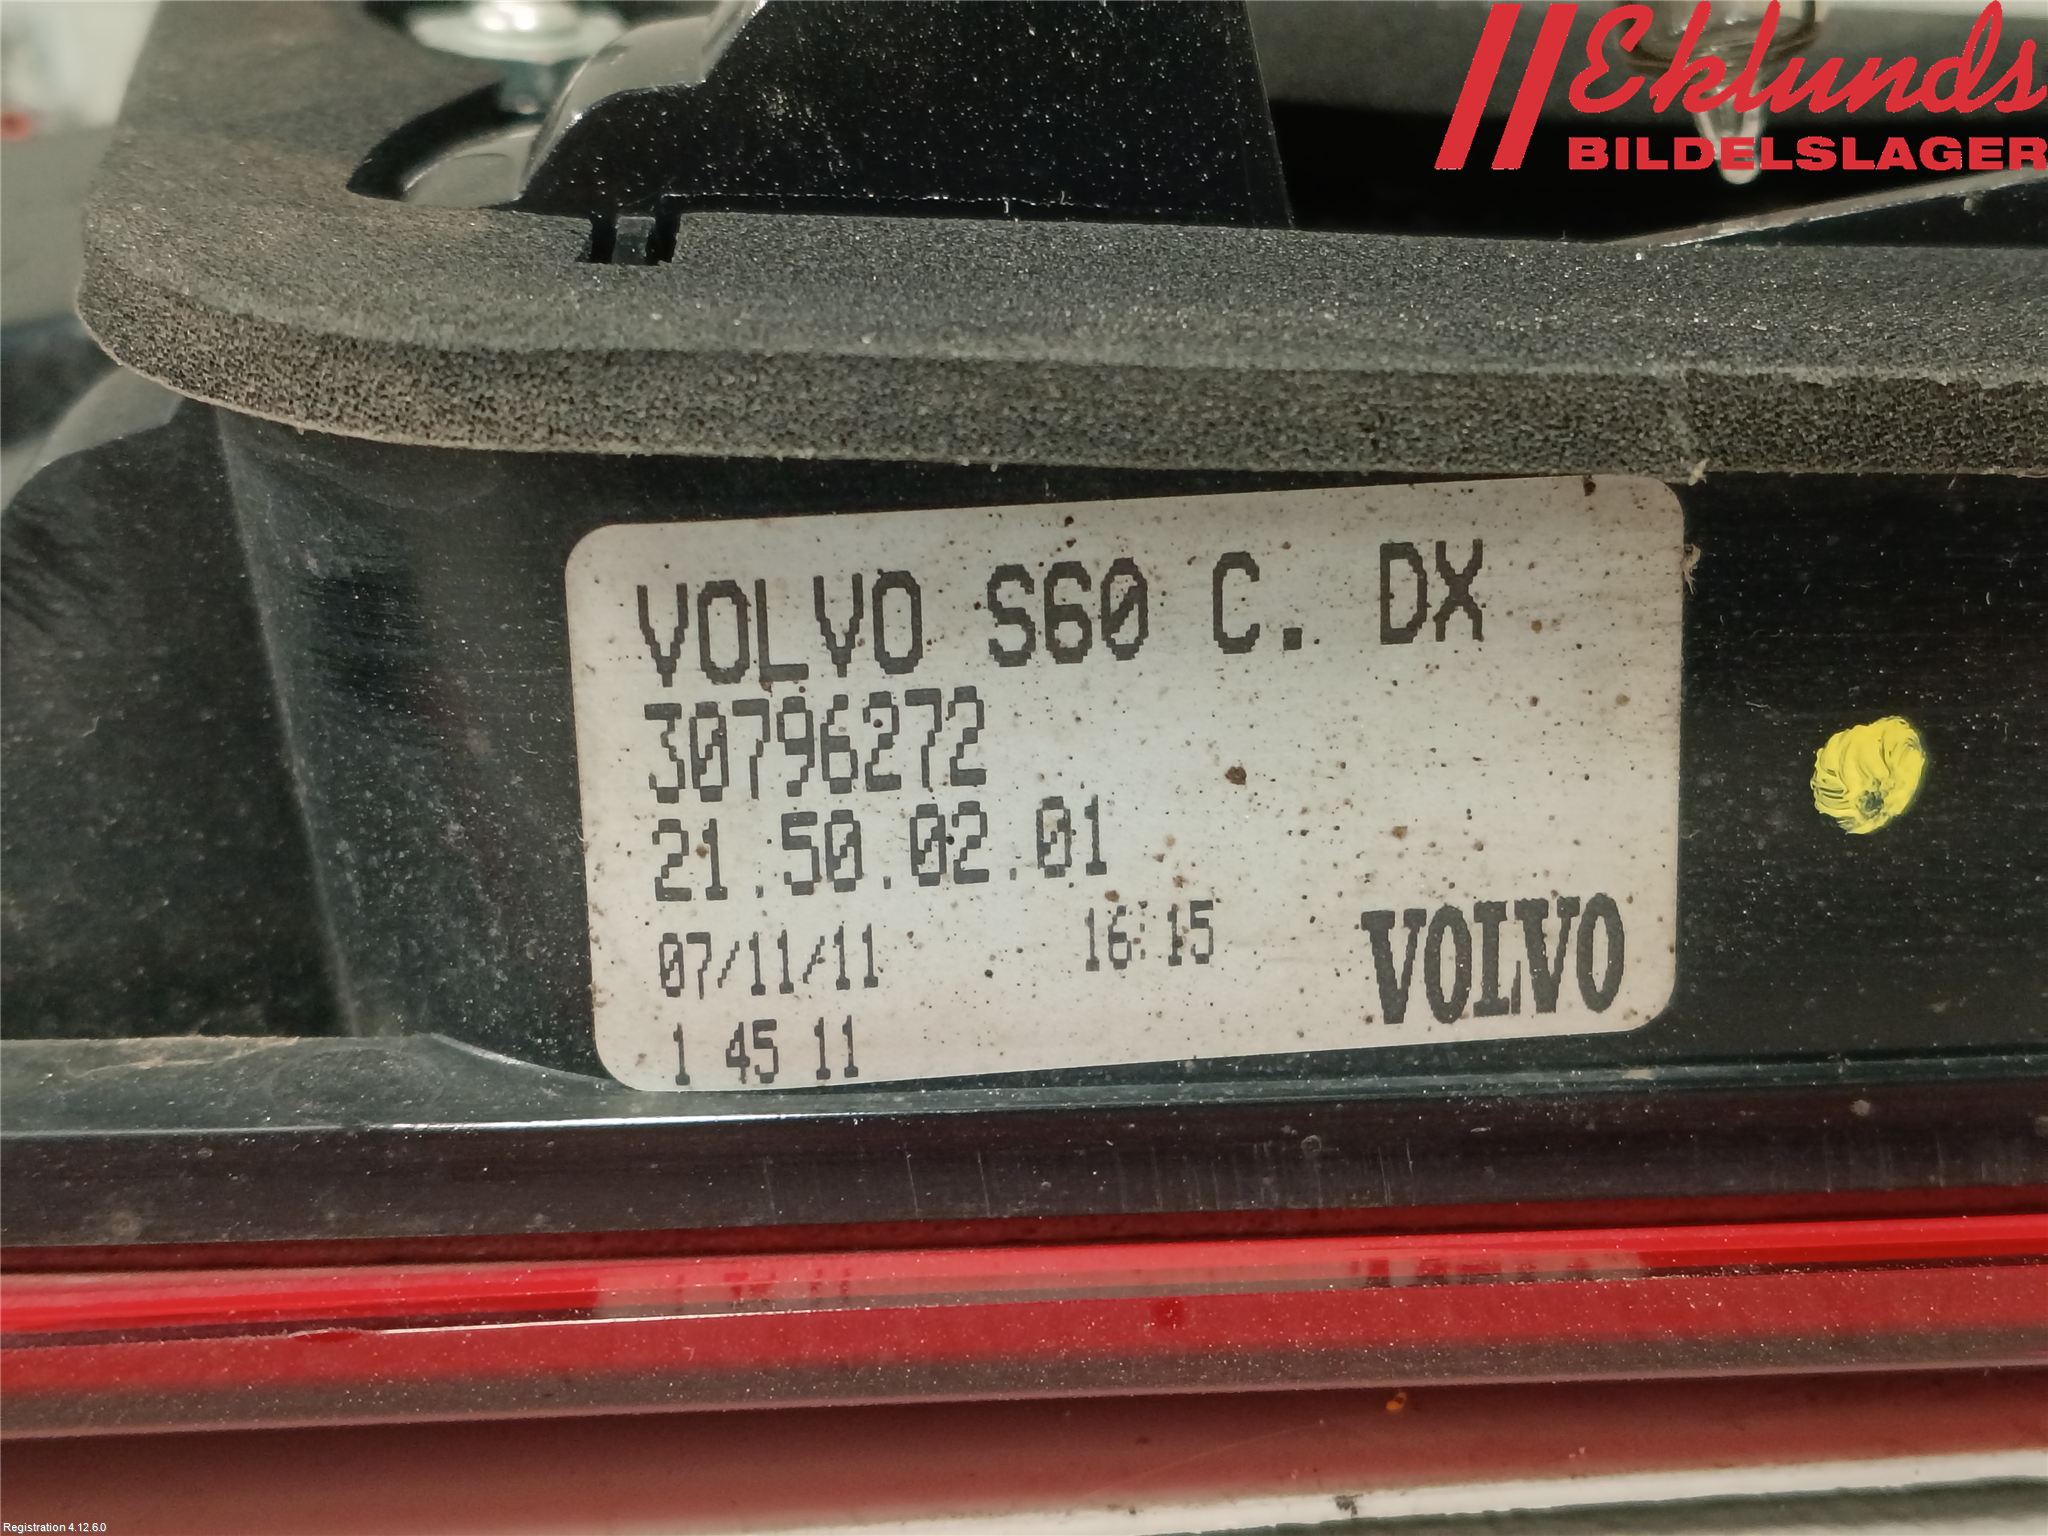 Eklunds
BILDELSLAGER
VOLVO S60 C. DX
30796272
21.50.02.01
07/11/11 16:15
VOLVO
1 45 11
Registration 4.12.6.0